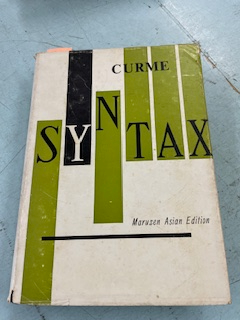 CURME
SYNTAX
Maruzen Asian Edition